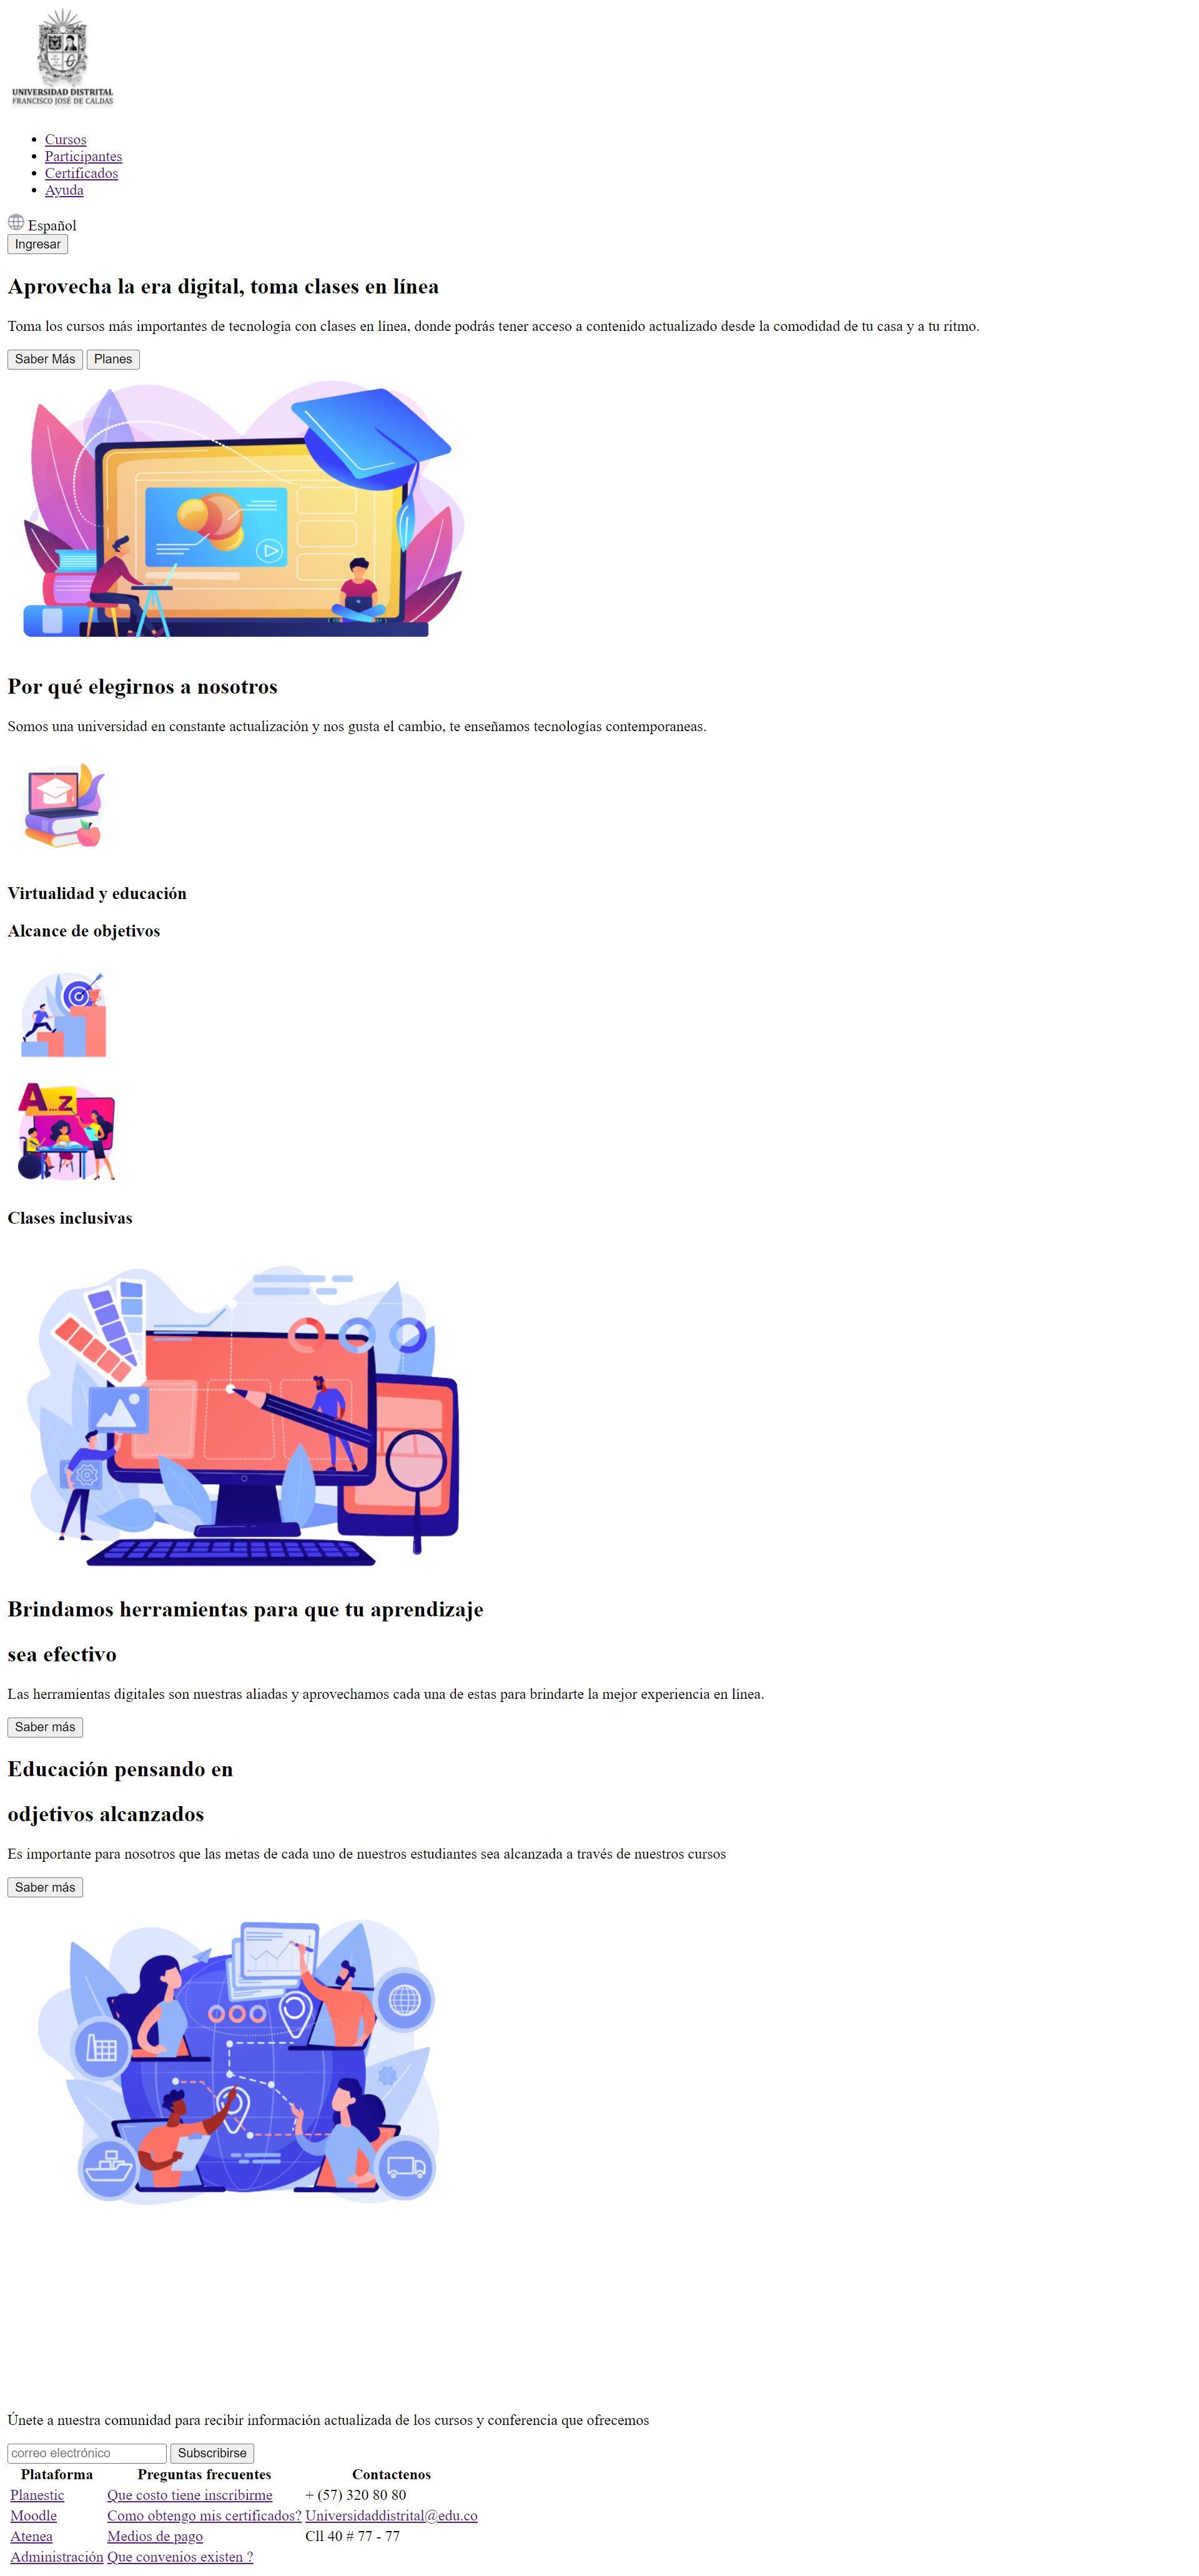 UNIVERSIDAD DISTRITAL
FRANCISCO JOSÉ DE CALDAS
Cursos
Participantes
Certificados
Ayuda
Español
Ingresar
Aprovecha la era digital, toma clases en línea
Toma los cursos más importantes de tecnología con clases en línea, donde podrás tener acceso a contenido actualizado desde la comodidad de tu casa y a tu ritmo.
Saber Más Planes
Por qué elegirnos a nosotros
Somos una universidad en constante actualización y nos gusta el cambio, te enseñamos tecnologías contemporaneas.
Virtualidad y educación
Alcance de objetivos
A...Z
Clases inclusivas
Brindamos herramientas para que tu aprendizaje
sea efectivo
Las herramientas digitales son nuestras aliadas y aprovechamos cada una de estas para brindarte la mejor experiencia en línea.
Saber más
Educación pensando en
odjetivos alcanzados
Es importante para nosotros que las metas de cada uno de nuestros estudiantes sea alcanzada a través de nuestros cursos
Saber más
Únete a nuestra comunidad para recibir información actualizada de los cursos y conferencia que ofrecemos
correo electrónico Subscribirse
Plataforma Preguntas frecuentes Contactenos
Planestic Que costo tiene inscribirme + (57) 320 80 80
Moodle Como obtengo mis certificados? Universidaddistrital@edu.co
Atenea Medios de pago Cll 40 # 77 - 77
Administración Que convenios existen ?